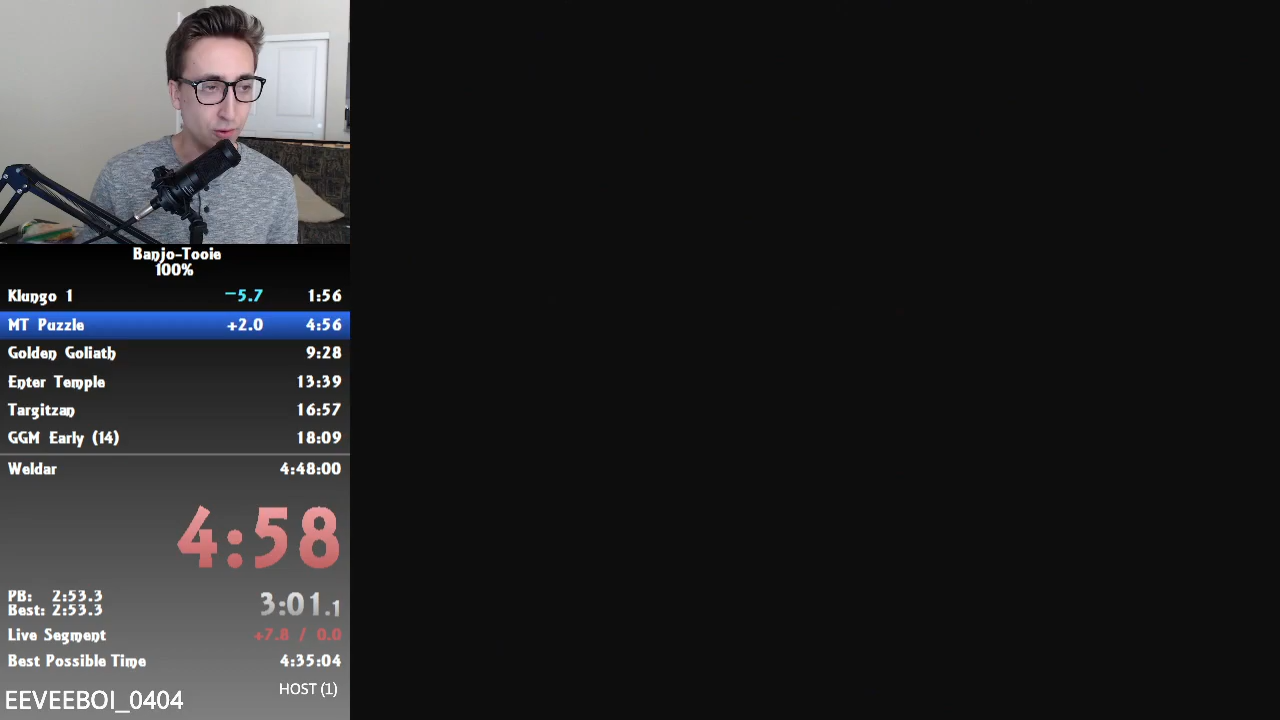 Banjo-Tooie
100%
Klungo 1 −5.7 1:56
MT Puzzle +2.0 4:56
Golden Goliath 9:28
Enter Temple 13:39
Targitzan 16:57
GGM Early (14) 18:09
Weldar 4:48:00
4:58
PB: 2:53.3
Best: 2:53.3
3:01.1
Live Segment +7.8 / 0.0
Best Possible Time 4:35:04
HOST (1)
EEVEEBOI_0404